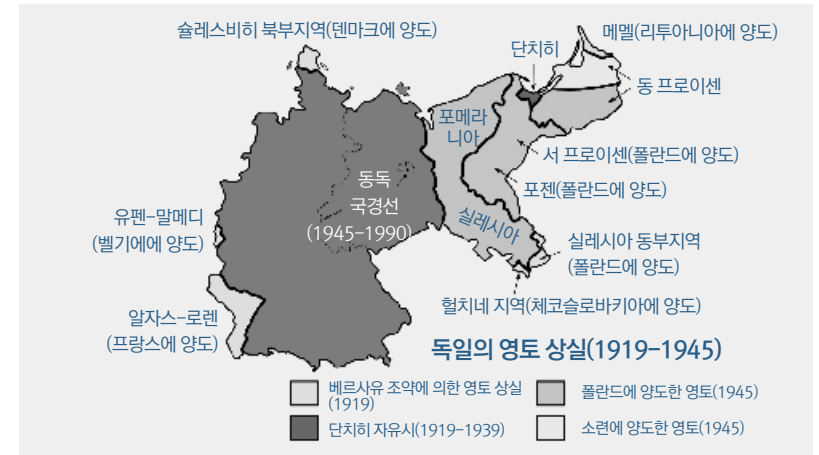 슐레스비히 북부지역(덴마크에 양도)
메멜(리투아니아에 양도)
단치히
동 프로이센
포메라
니아
서 프로이센(폴란드에 양도)
동독
국경선
(1945-1990)
포젠(폴란드에 양도)
실레시아
유펜-말메디
(벨기에에 양도)
실레시아 동부지역
(폴란드에 양도)
헐치네 지역(체코슬로바키아에 양도)
알자스-로렌
(프랑스에 양도)
독일의 영토 상실(1919-1945)
베르사유 조약에 의한 영토 상실
(1919)
폴란드에 양도한 영토(1945)
단치히 자유시(1919-1939)
소련에 양도한 영토(1945)